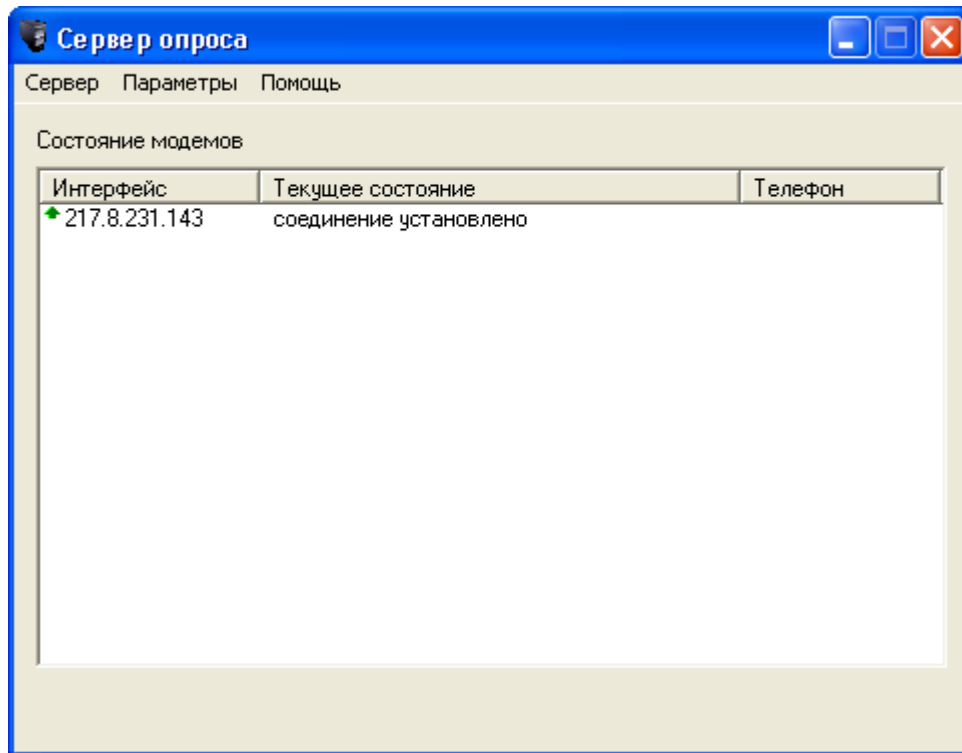 Сервер опроса
Сервер Параметры Помощь
Состояние модемов
Интерфейс Текущее состояние Телефон
217.8.231.143 соединение установлено